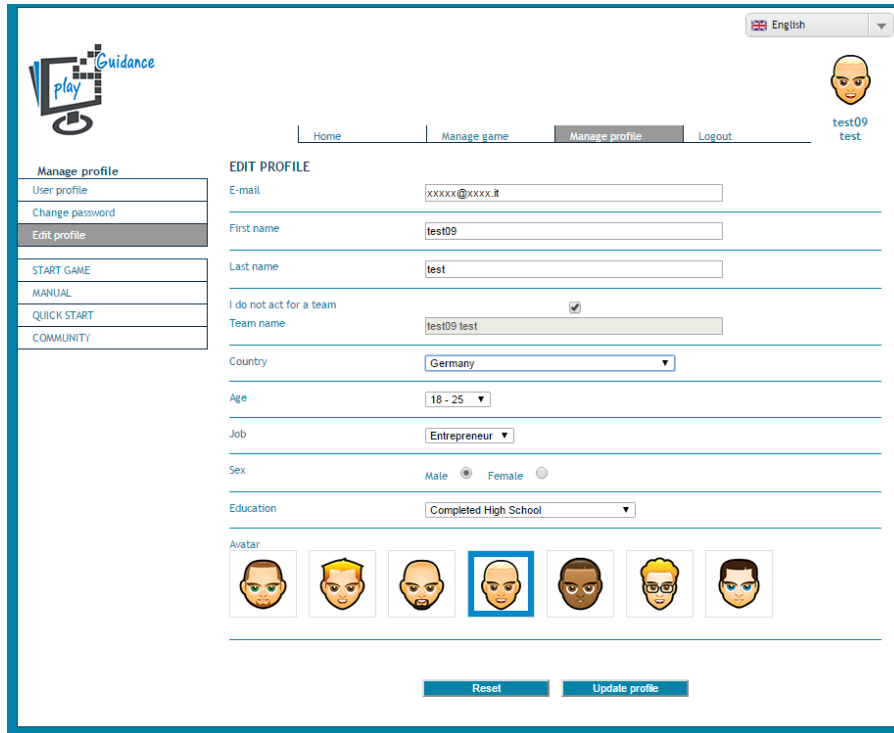 English
Guidance
play
test09
test
Home
Manage game
Manage profile
Logout
Manage profile
User profile
Change password
Edit profile
START GAME
MANUAL
QUICK START
COMMUNITY
EDIT PROFILE
E-mail
xxxxx@xxxx.it
First name
test09
Last name
test
I do not act for a team
Team name
test09 test
Country
Germany
Age
18 - 25
Job
Entrepreneur
Sex
Male
Female
Education
Completed High School
Avatar
Reset
Update profile